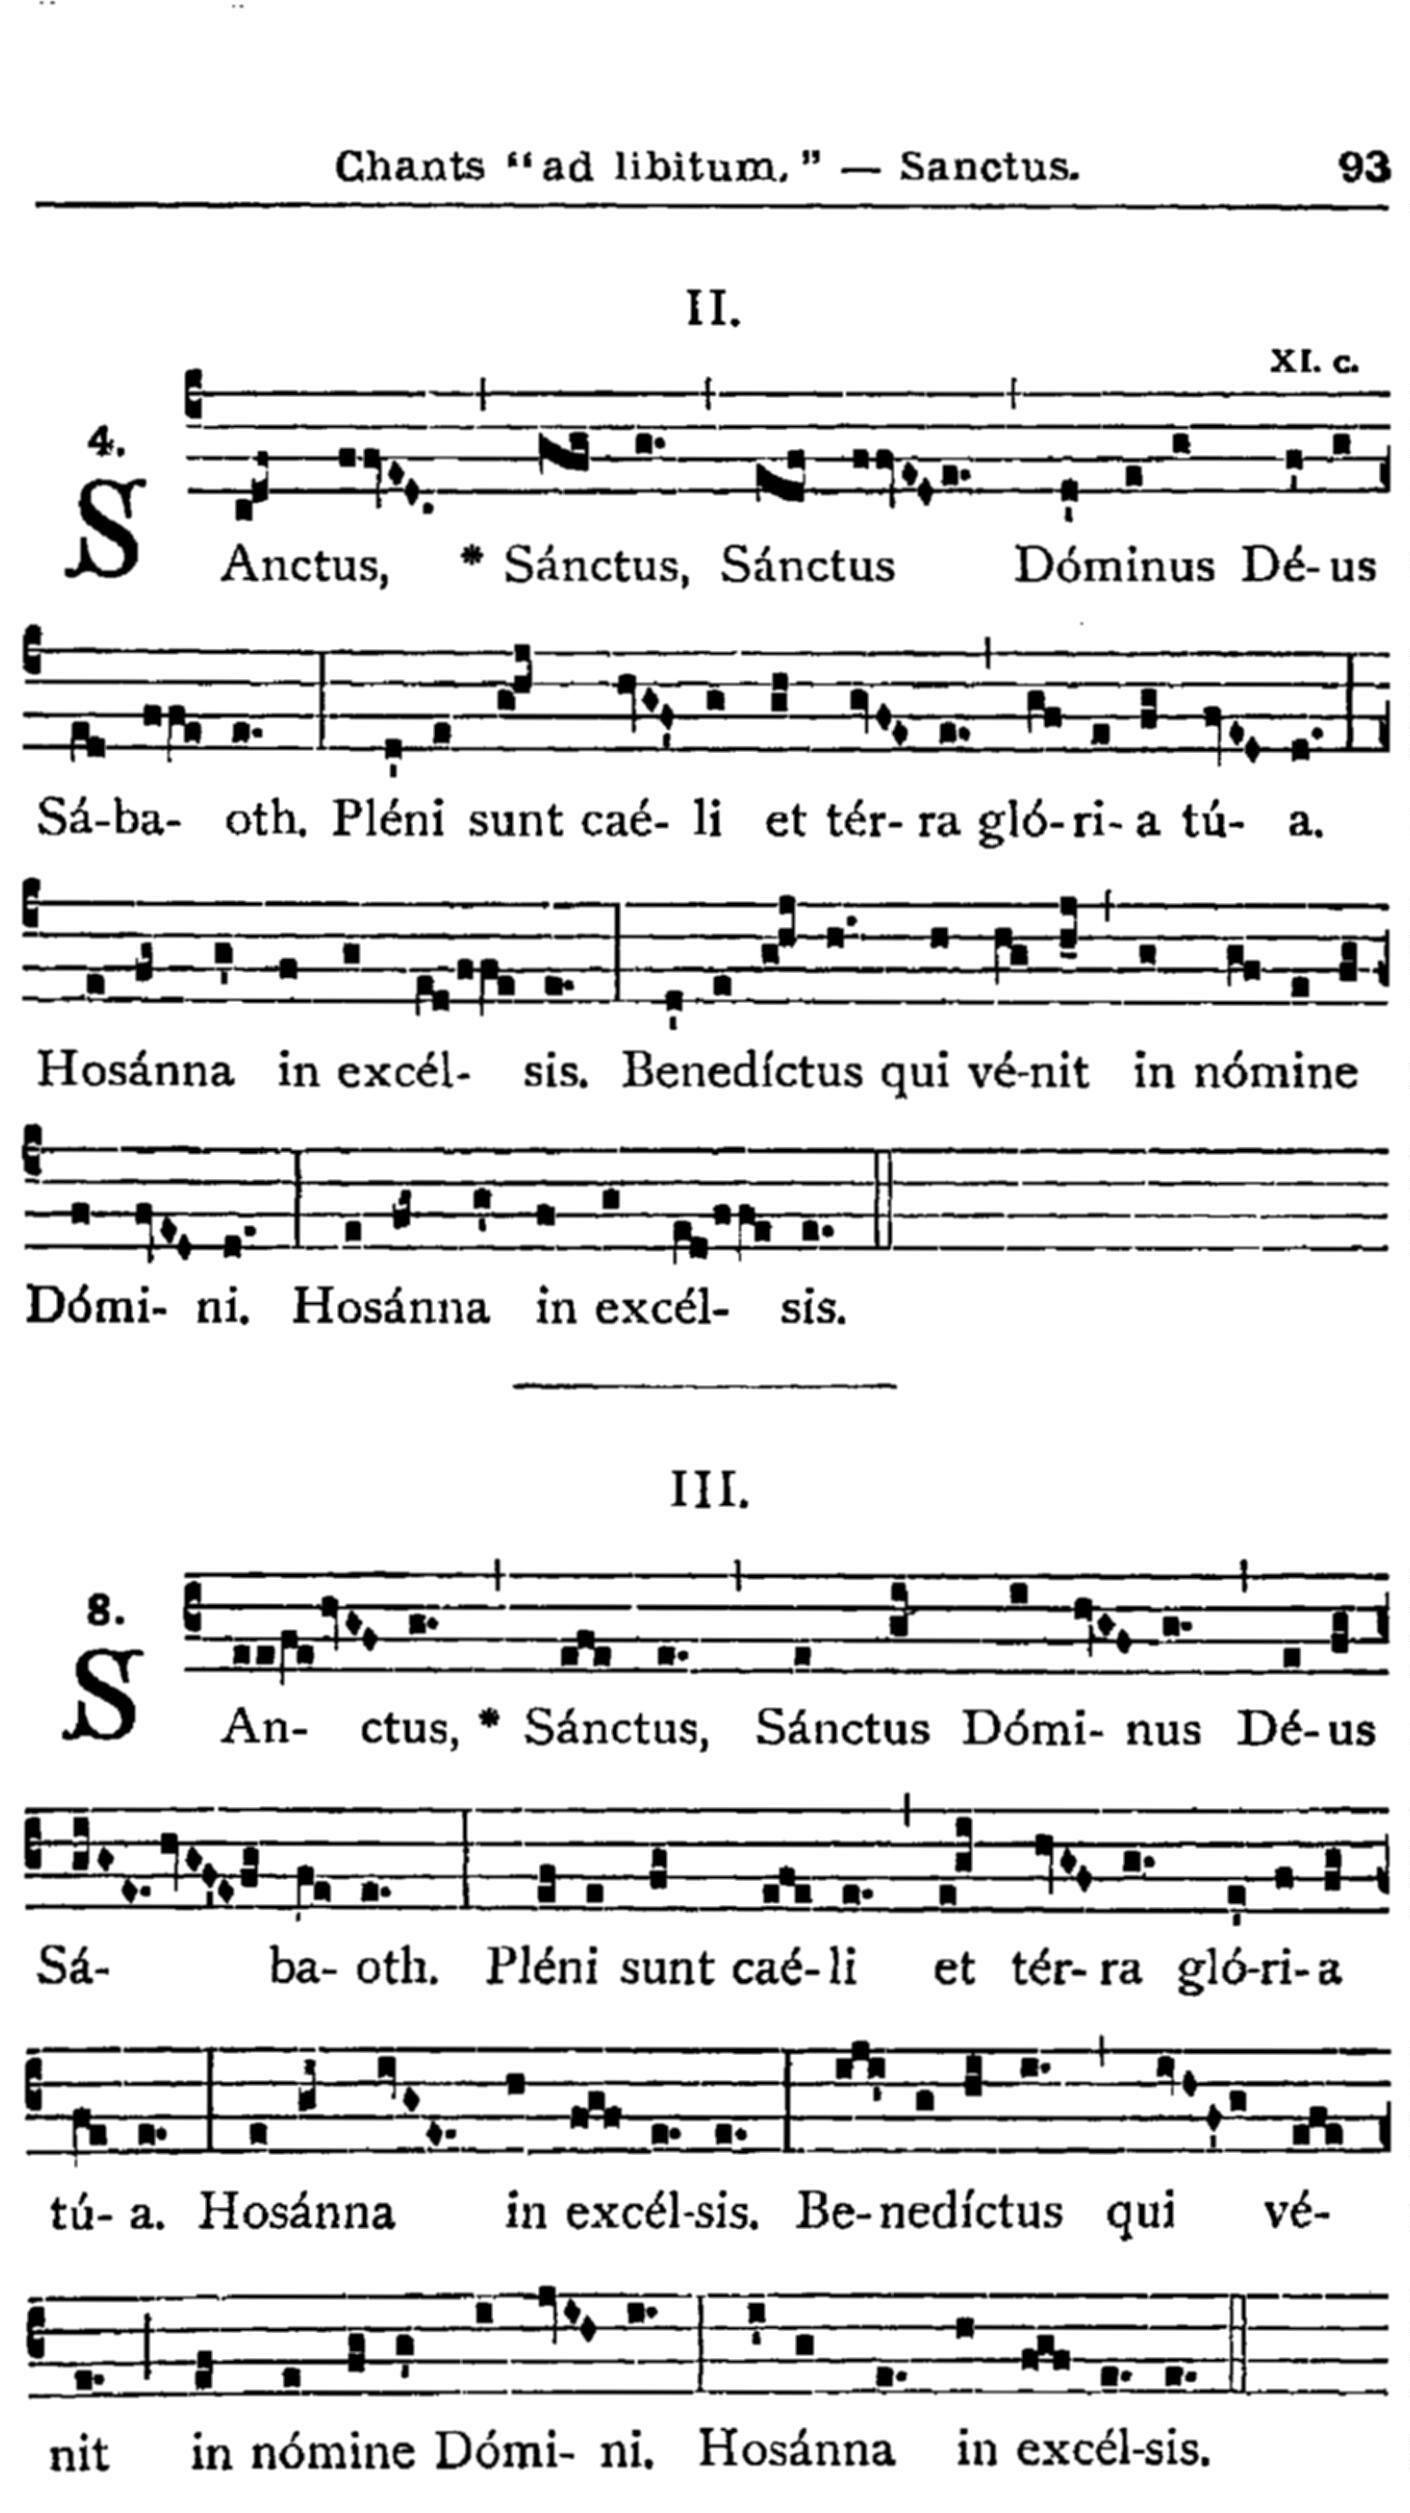 Chants "ad libitum." — Sanctus. 93
II.
XI. c.
4.
SAnctus, * Sánctus, Sánctus Dóminus Dé-us
Sá-ba- oth. Pléni sunt caé- li et tér- ra gló-ri- a tú- a.
Hosánna in excél- sis. Benedíctus qui vé-nit in nómine
Dómi- ni. Hosánna in excél- sis.
III.
8.
SAn- ctus, * Sánctus, Sánctus Dómi- nus Dé-us
Sá- ba- oth. Pléni sunt caé-li et tér- ra gló-ri-a
tú- a. Hosánna in excél-sis. Be-nedíctus qui vé-
nit in nómine Dómi- ni. Hosánna in excél-sis.